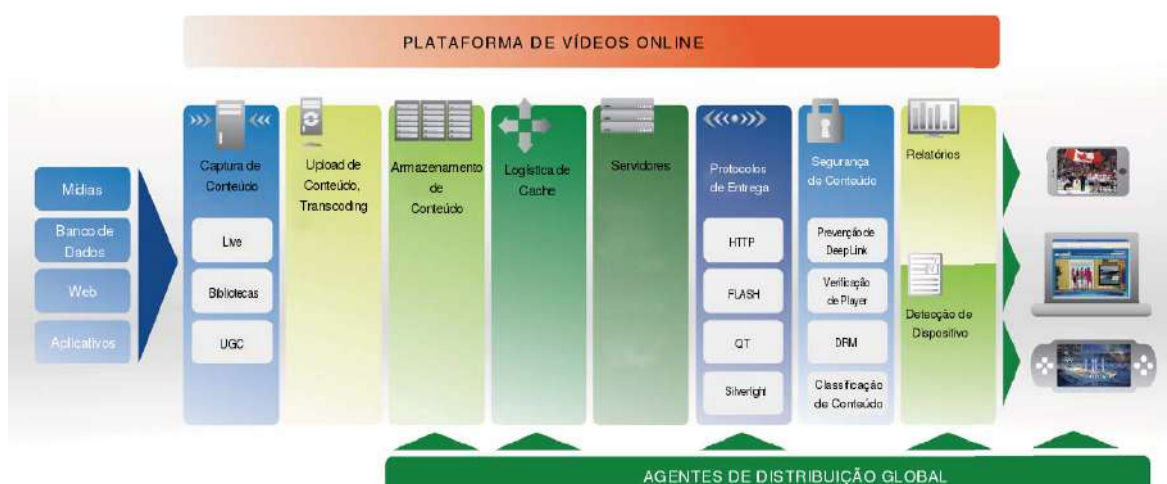 PLATAFORMA DE VÍDEOS ONLINE
Mídias
Banco de
Dados
Web
Aplicativos
Captura de
Conteúdo
Live
Bibliotecas
UGC
Upload de
Conteúdo,
Transcoding
Armazenamento
de
Conteúdo
Logística de
Cache
Servidores
Protocolos
de Entrega
HTTP
FLASH
QT
Silverlight
Segurança
de Conteúdo
Prevenção de
DeepLink
Verificação
de Player
DRM
Classificação
de Conteúdo
Relatórios
Detecção de
Dispositivo
AGENTES DE DISTRIBUIÇÃO GLOBAL